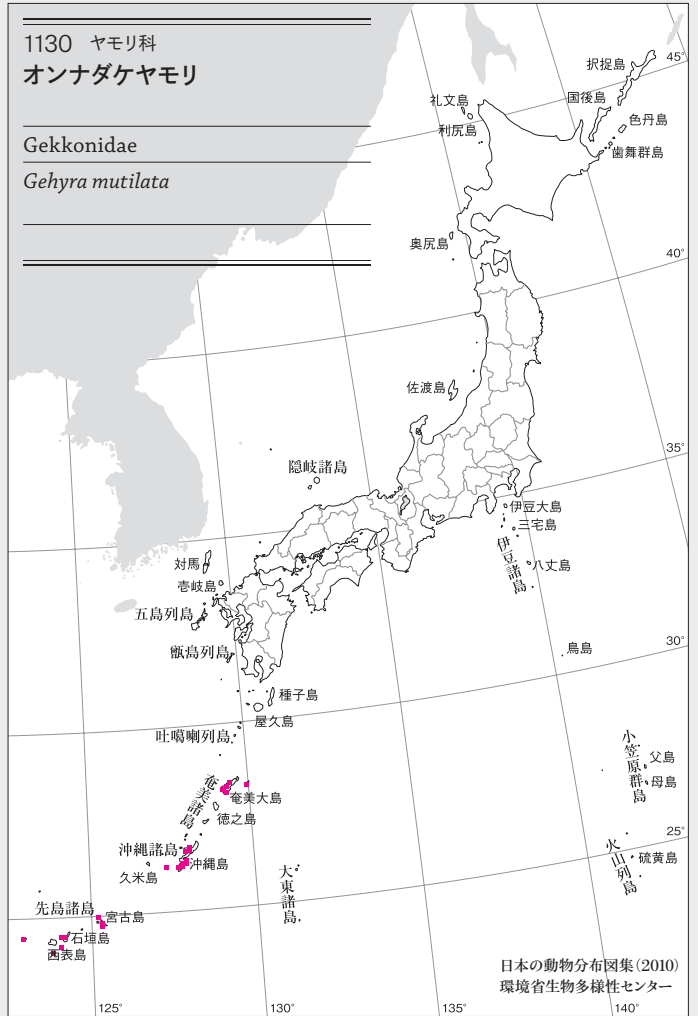 1130 ヤモリ科
オンナダケヤモリ
Gekkonidae
Gehyra mutilata
択捉島
国後島
色丹島
歯舞群島
礼文島
利尻島
奥尻島
佐渡島
隠岐諸島
対馬
壱岐島
五島列島
甑島列島
伊豆大島
三宅島
八丈島
伊豆諸島
鳥島
種子島
屋久島
吐噶喇列島
奄美諸島
奄美大島
徳之島
沖縄諸島
沖縄島
久米島
大東諸島
小笠原群島
父島
母島
火山列島
硫黄島
先島諸島
宮古島
石垣島
西表島
45°
40°
35°
30°
25°
125°
130°
135°
140°
日本の動物分布図集(2010)
環境省生物多様性センター